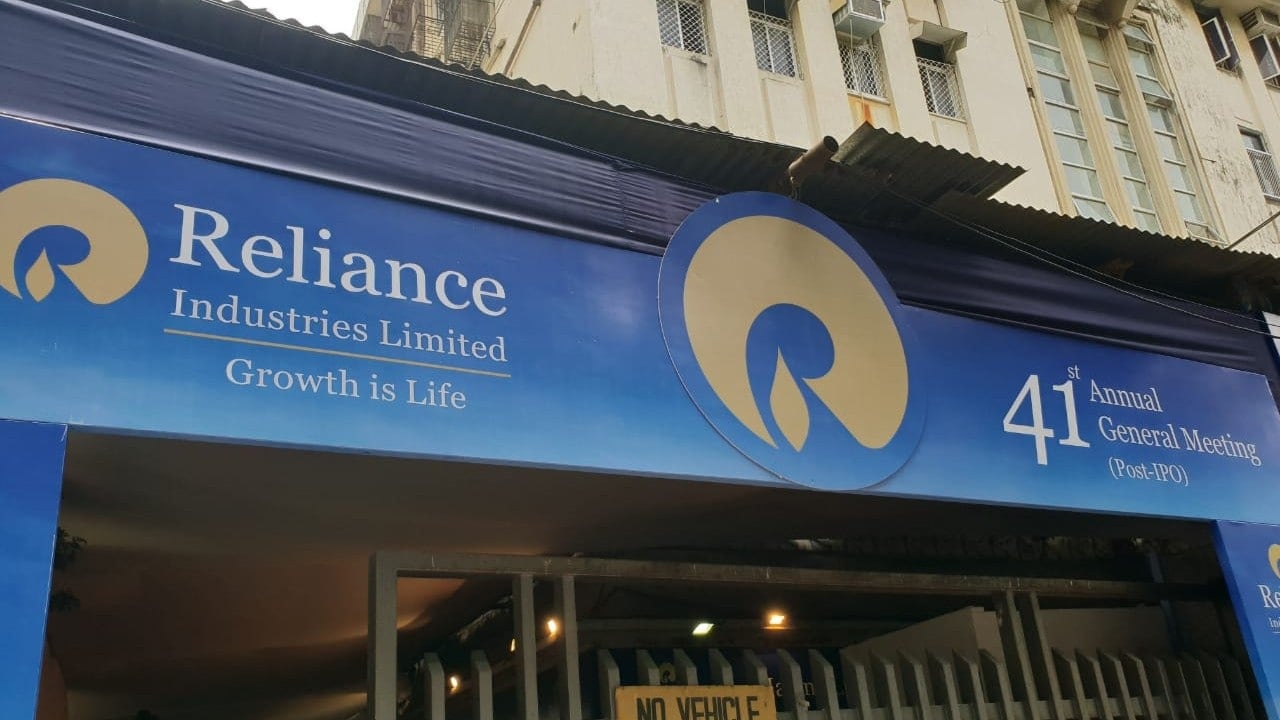 Reliance
Industries Limited
Growth is Life
41st Annual
General Meeting
(Post-IPO)
NO VEHICLE